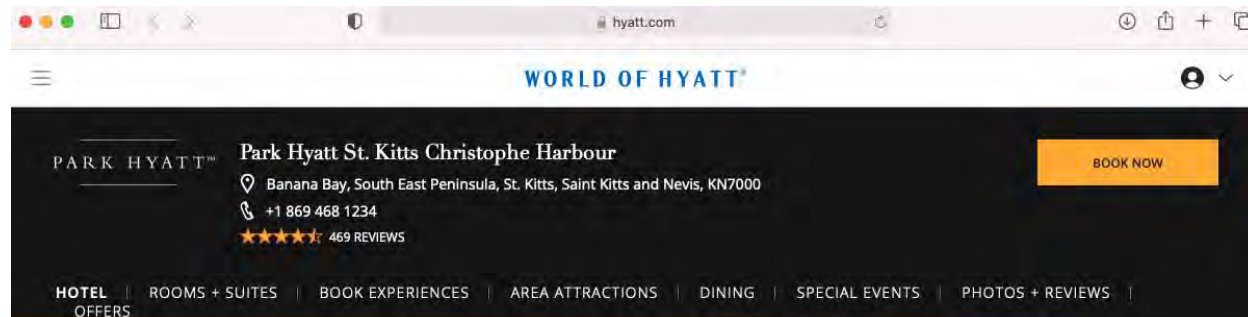 hyatt.com
WORLD OF HYATT®
PARK HYATT™
Park Hyatt St. Kitts Christophe Harbour
Banana Bay, South East Peninsula, St. Kitts, Saint Kitts and Nevis, KN7000
+1 869 468 1234
469 REVIEWS
BOOK NOW
HOTEL | ROOMS + SUITES | BOOK EXPERIENCES | AREA ATTRACTIONS | DINING | SPECIAL EVENTS | PHOTOS + REVIEWS |
OFFERS